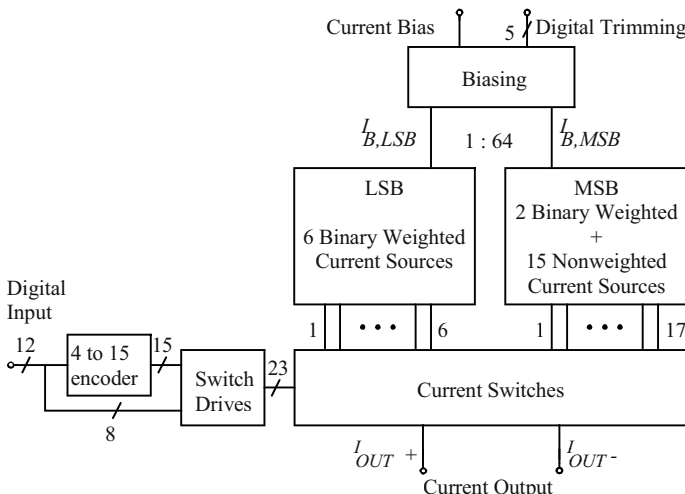 Current Bias
5
Digital Trimming
Biasing
I B,LSB
1 : 64
I B,MSB
LSB
6 Binary Weighted
Current Sources
MSB
2 Binary Weighted
+
15 Nonweighted
Current Sources
Digital
Input
12
4 to 15
encoder
15
8
Switch
Drives
23
1
• • •
6
1
• • •
17
Current Switches
I OUT +
I OUT -
Current Output